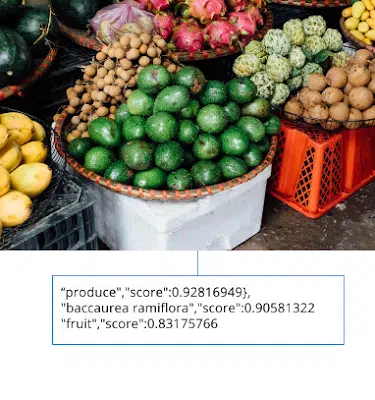 “produce","score":0.92816949},
"baccaurea ramiflora","score":0.90581322
"fruit","score":0.83175766